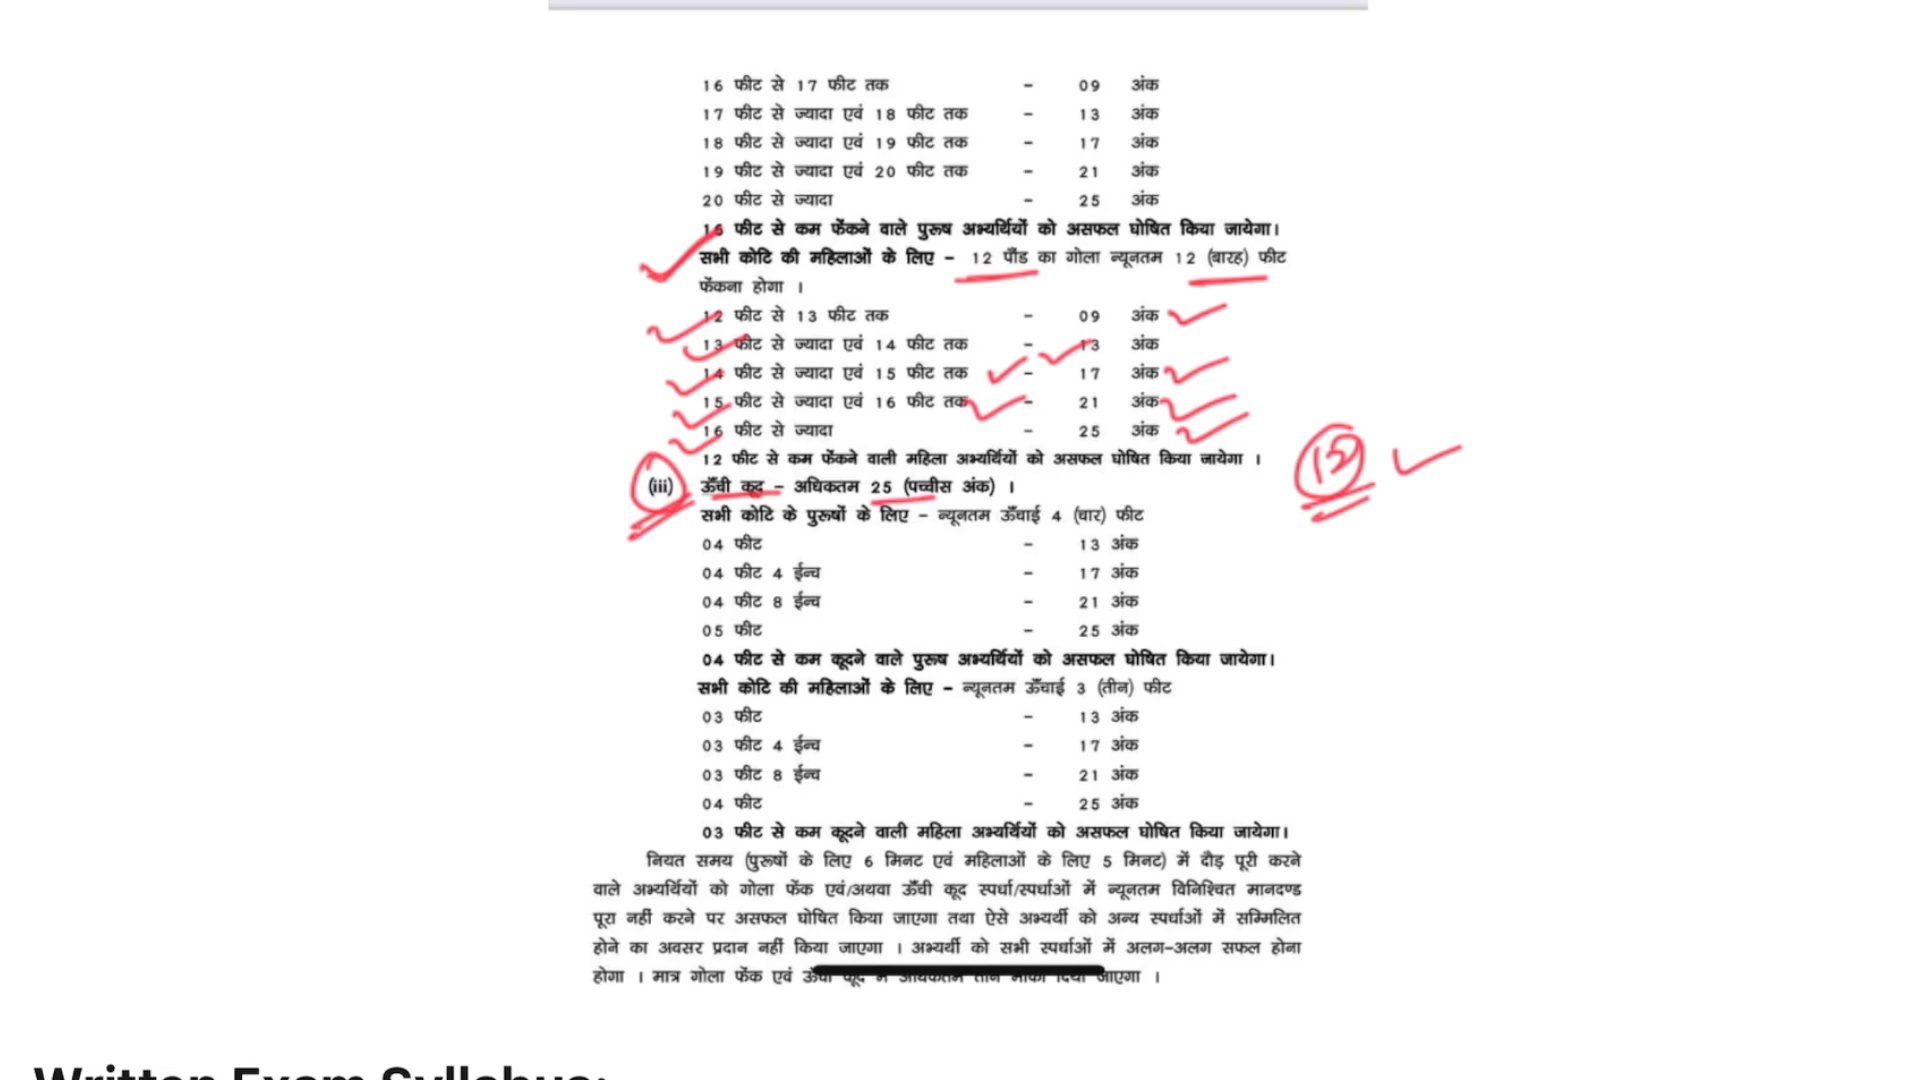 16 फीट से 17 फीट तक - 09 अंक
17 फीट से ज्यादा एवं 18 फीट तक - 13 अंक
18 फीट से ज्यादा एवं 19 फीट तक - 17 अंक
19 फीट से ज्यादा एवं 20 फीट तक - 21 अंक
20 फीट से ज्यादा - 25 अंक
16 फीट से कम फेंकने वाले पुरूष अभ्यर्थियों को असफल घोषित किया जायेगा।
सभी कोटि की महिलाओं के लिए - 12 पौंड का गोला न्यूनतम 12 (बारह) फीट
फेंकना होगा ।
12 फीट से 13 फीट तक - 09 अंक
13 फीट से ज्यादा एवं 14 फीट तक - 13 अंक
14 फीट से ज्यादा एवं 15 फीट तक - 17 अंक
15 फीट से ज्यादा एवं 16 फीट तक - 21 अंक
16 फीट से ज्यादा - 25 अंक
12 फीट से कम फेंकने वाली महिला अभ्यर्थियों को असफल घोषित किया जायेगा ।
(iii) ऊँची कूद - अधिकतम 25 (पच्चीस अंक) ।
सभी कोटि के पुरूषों के लिए - न्यूनतम ऊँचाई 4 (चार) फीट
04 फीट - 13 अंक
04 फीट 4 ईन्च - 17 अंक
04 फीट 8 ईन्च - 21 अंक
05 फीट - 25 अंक
04 फीट से कम कूदने वाले पुरूष अभ्यर्थियों को असफल घोषित किया जायेगा।
सभी कोटि की महिलाओं के लिए - न्यूनतम ऊँचाई 3 (तीन) फीट
03 फीट - 13 अंक
03 फीट 4 ईन्च - 17 अंक
03 फीट 8 ईन्च - 21 अंक
04 फीट - 25 अंक
03 फीट से कम कूदने वाली महिला अभ्यर्थियों को असफल घोषित किया जायेगा।
नियत समय (पुरूषों के लिए 6 मिनट एवं महिलाओं के लिए 5 मिनट) में दौड़ पूरी करने
वाले अभ्यर्थियों को गोला फेंक एवं/अथवा ऊँची कूद स्पर्धा/स्पर्धाओं में न्यूनतम विनिश्चित मानदण्ड
पूरा नहीं करने पर असफल घोषित किया जाएगा तथा ऐसे अभ्यर्थी को अन्य स्पर्धाओं में सम्मिलित
होने का अवसर प्रदान नहीं किया जाएगा । अभ्यर्थी को सभी स्पर्धाओं में अलग-अलग सफल होना
होगा । मात्र गोला फेंक एवं ऊँची कूद में अधिकतम तीन मौका दिया जाएगा ।
Written Exam Syllabus: